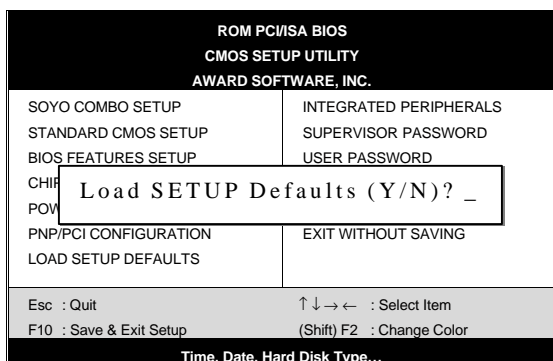 ROM PCI/ISA BIOS
CMOS SETUP UTILITY
AWARD SOFTWARE, INC.
SOYO COMBO SETUP
INTEGRATED PERIPHERALS
STANDARD CMOS SETUP
SUPERVISOR PASSWORD
BIOS FEATURES SETUP
USER PASSWORD
Load SETUP Defaults (Y/N)? _
PNP/PCI CONFIGURATION
EXIT WITHOUT SAVING
LOAD SETUP DEFAULTS
Esc : Quit
↑↓→← : Select Item
F10 : Save & Exit Setup
(Shift) F2 : Change Color
Time, Date, Hard Disk Type...